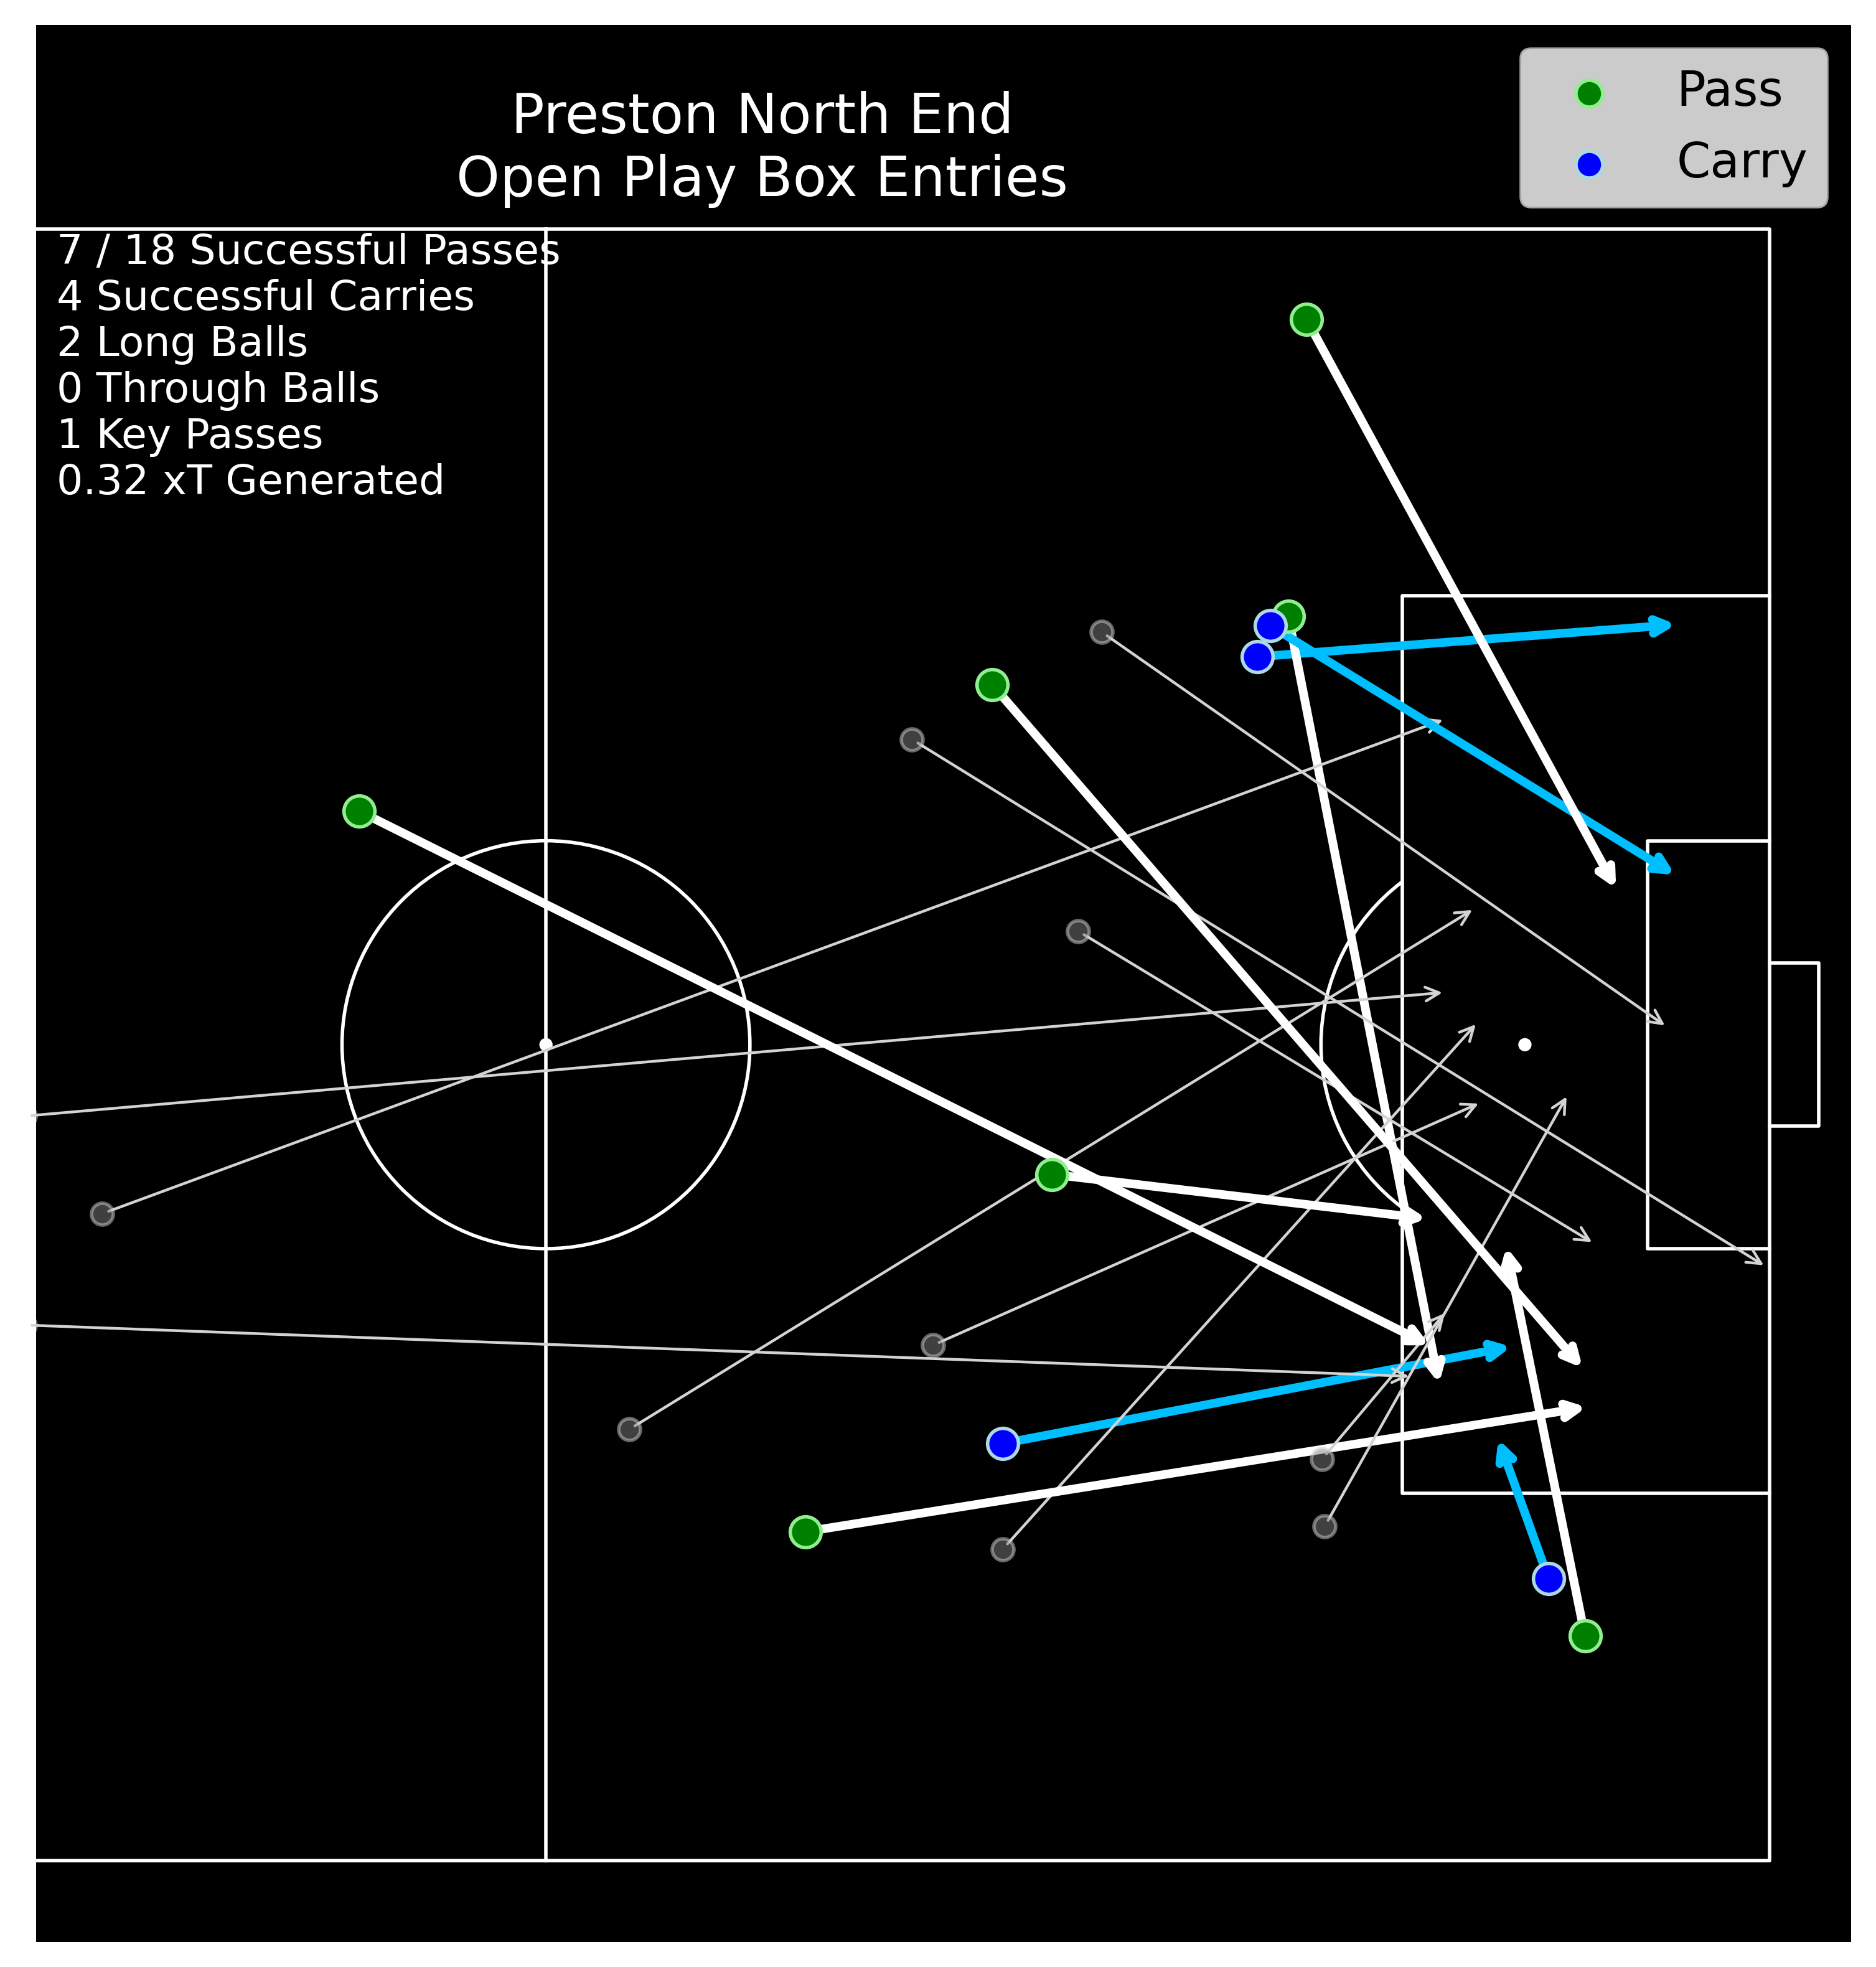 Preston North End
Open Play Box Entries
Pass
Carry
7 / 18 Successful Passes
4 Successful Carries
2 Long Balls
0 Through Balls
1 Key Passes
0.32 xT Generated